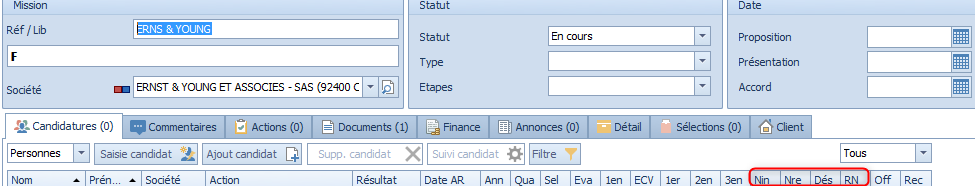 Mission
Statut
Date
Réf / Lib
ERNS & YOUNG
Statut
En cours
Proposition
F
Type
Présentation
Société
ERNST & YOUNG ET ASSOCIES - SAS (92400 C
Etapes
Accord
Candidatures (0)
Commentaires
Actions (0)
Documents (1)
Finance
Annonces (0)
Détail
Sélections (0)
Client
Personnes
Saisie candidat
Ajout candidat
Supp. candidat
Suivi candidat
Filtre
Tous
Nom
Prén...
Société
Action
Résultat
Date AR
Ann
Qua
Sel
Eva
1en
ECV
1er
2en
3en
Nin
Nre
Dés
RN
Off
Rec